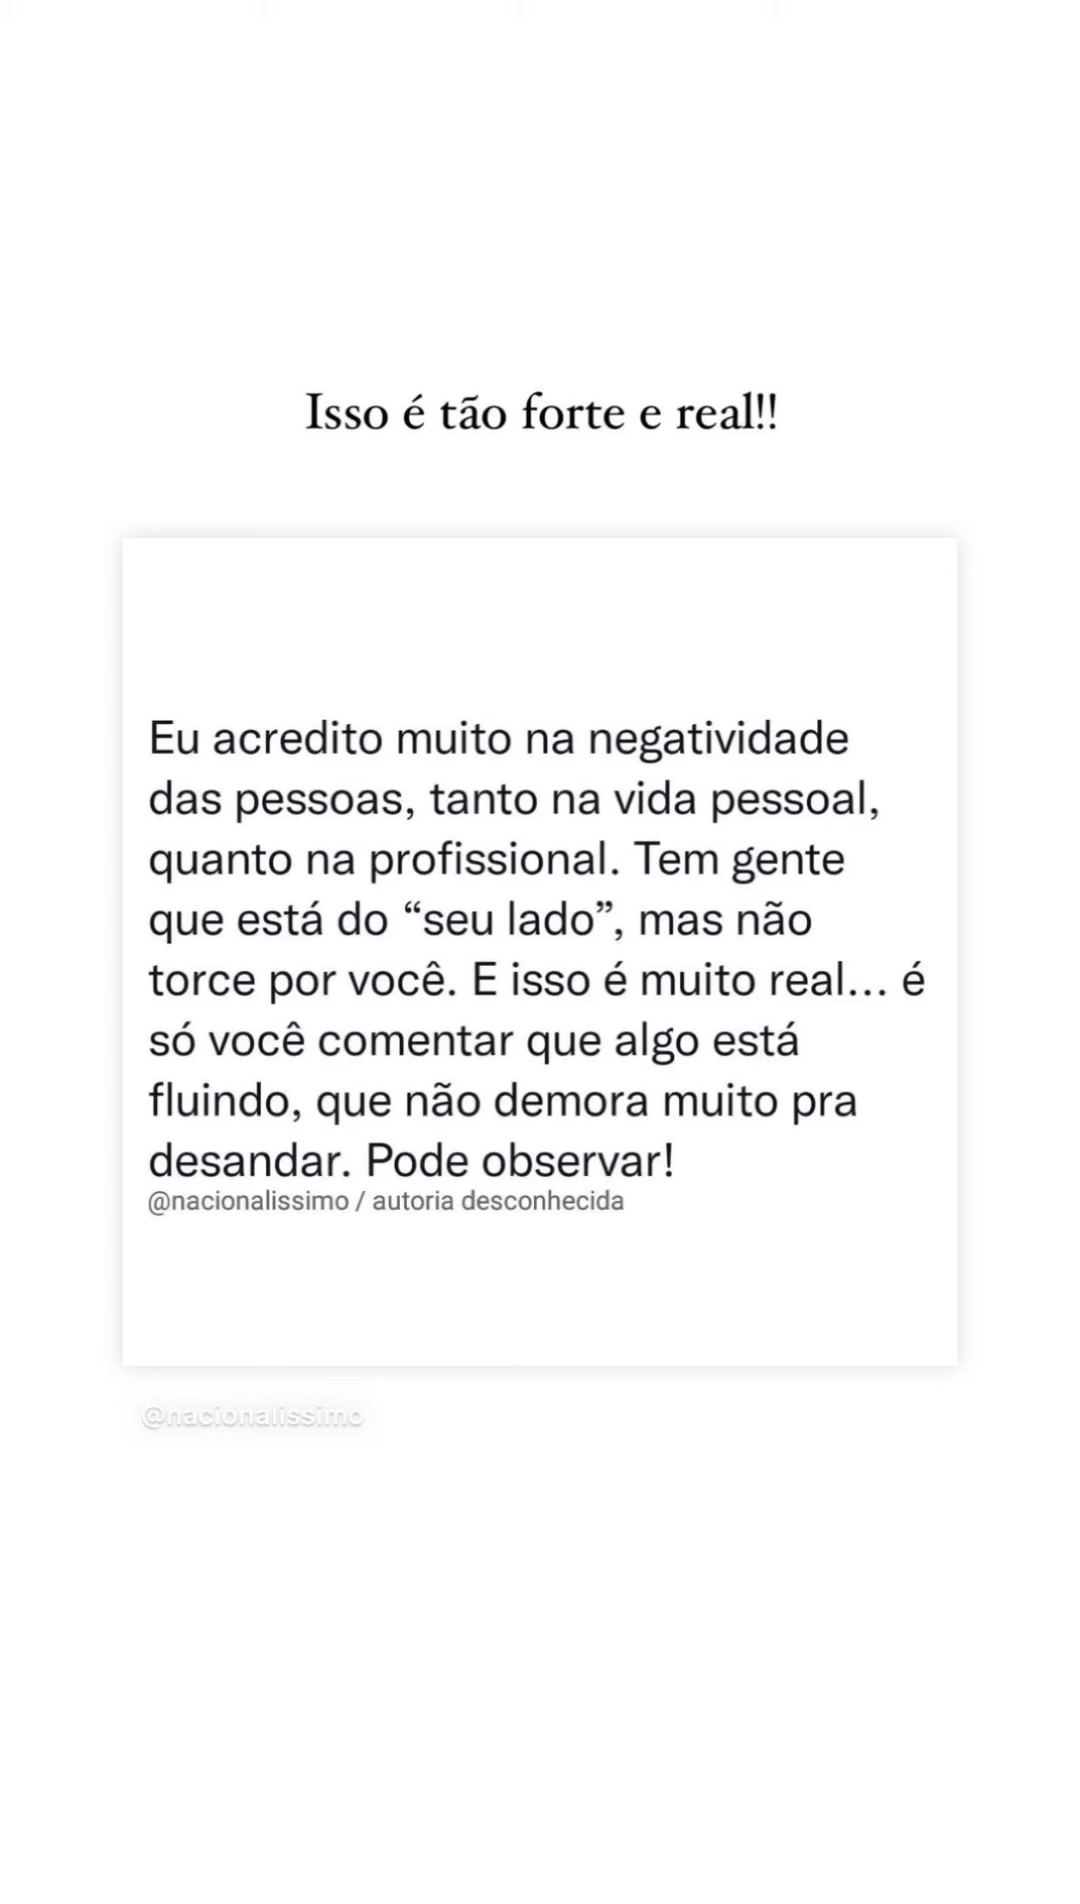 Isso é tão forte e real!!
Eu acredito muito na negatividade
das pessoas, tanto na vida pessoal,
quanto na profissional. Tem gente
que está do “seu lado”, mas não
torce por você. E isso é muito real... é
só você comentar que algo está
fluindo, que não demora muito pra
desandar. Pode observar!
@nacionalissimo / autoria desconhecida
@nacionalissimo